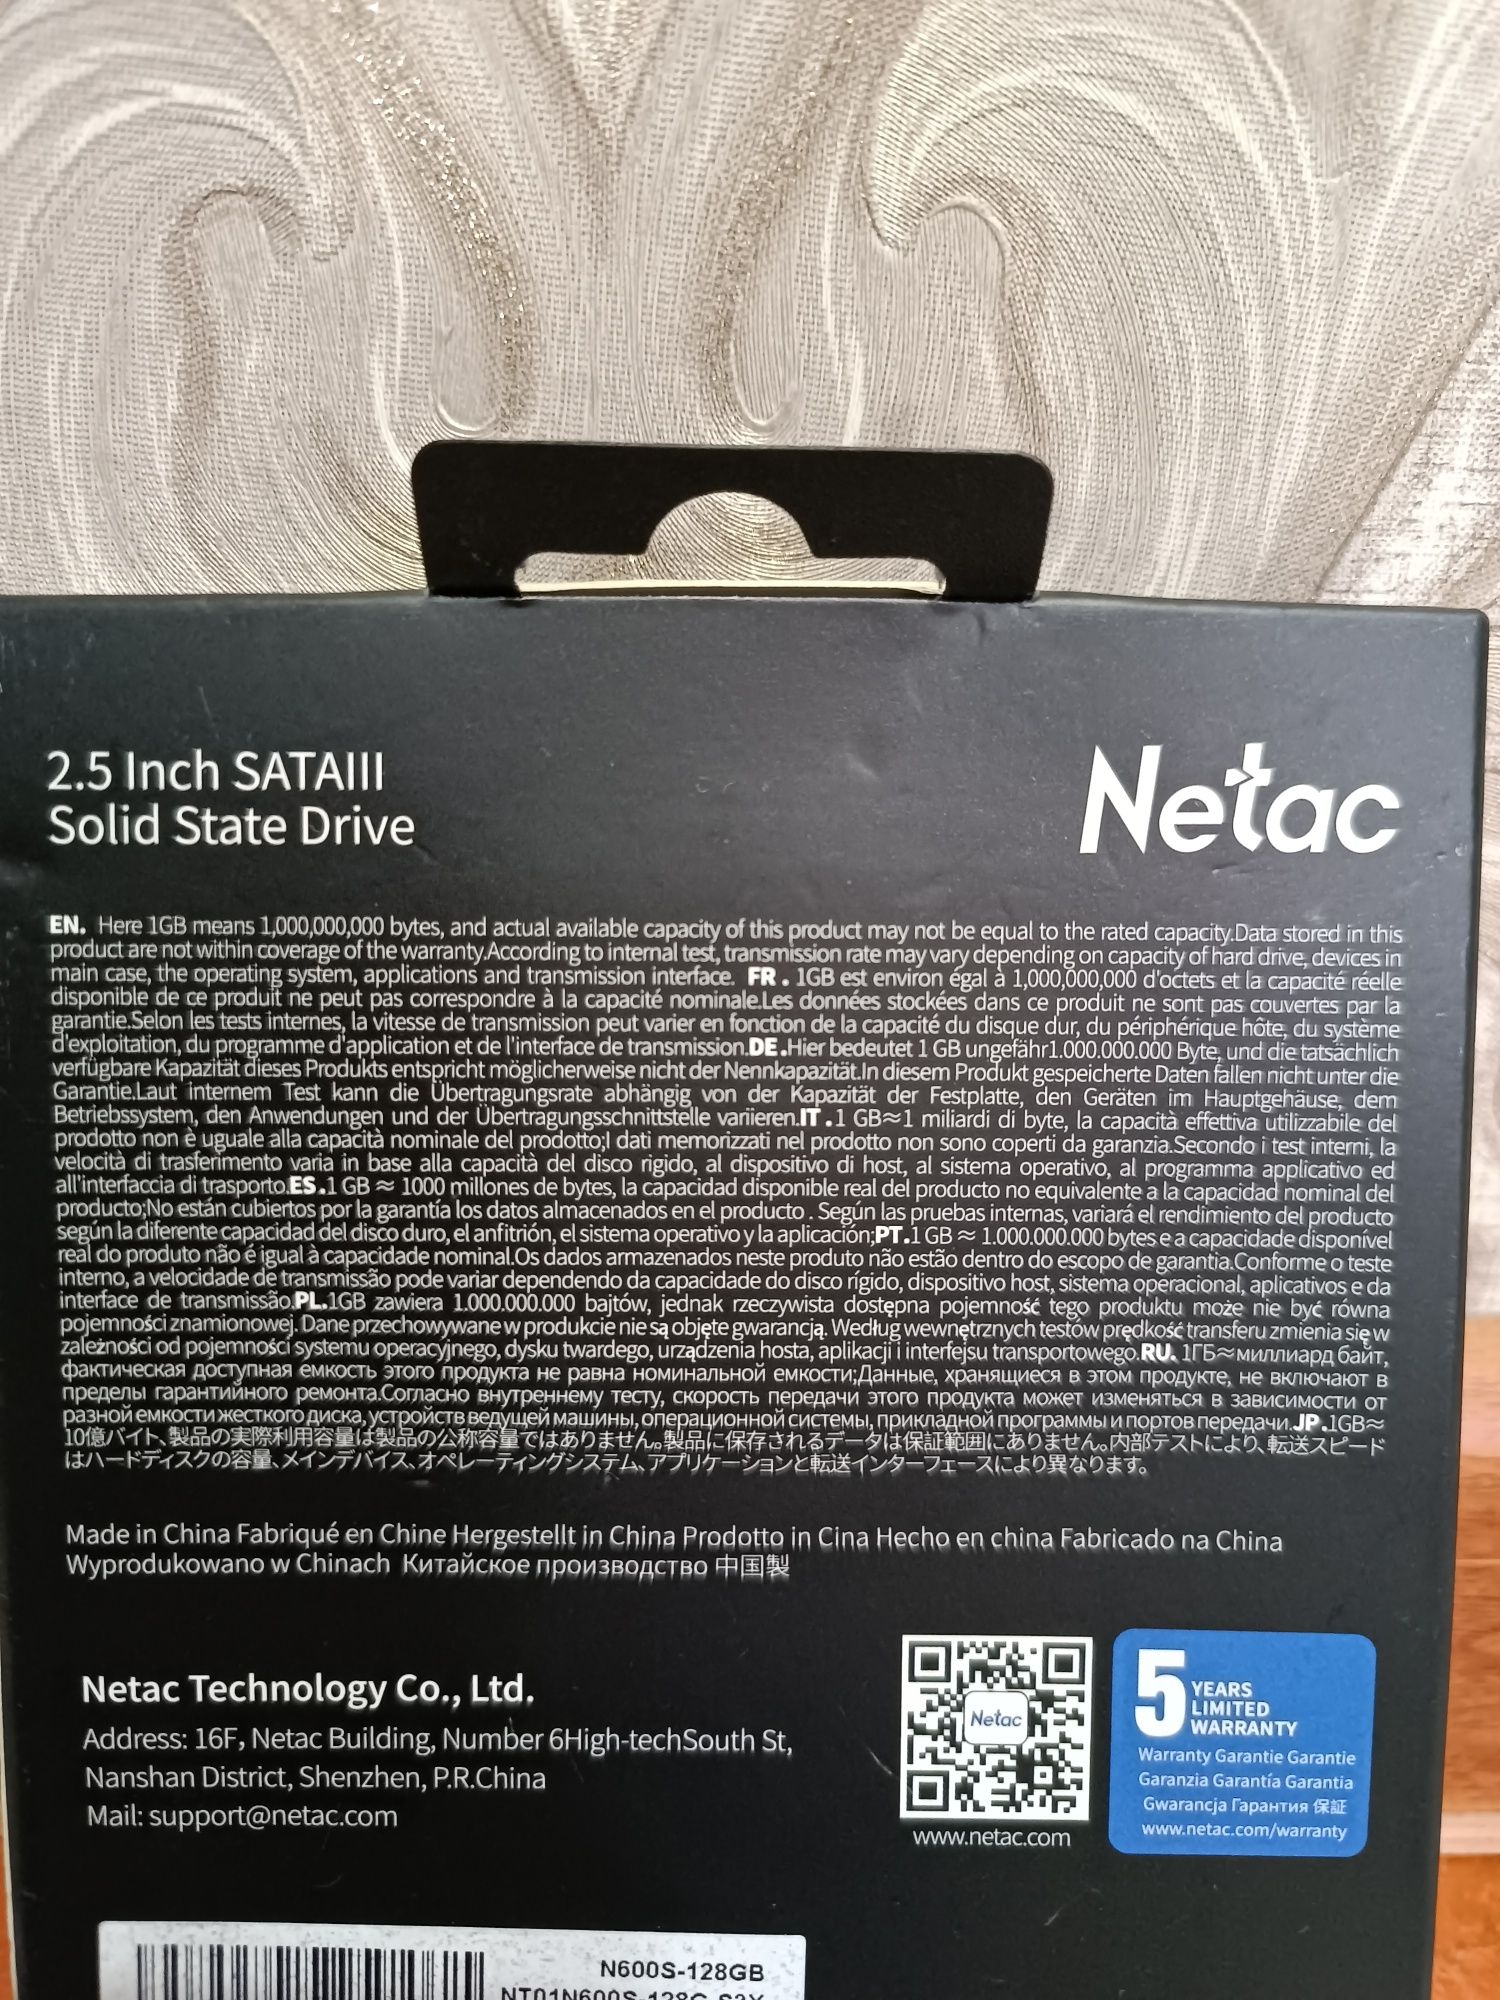 2.5 Inch SATAIII
Solid State Drive
Netac
EN. Here 1GB means 1,000,000,000 bytes, and actual available capacity of this product may not be equal to the rated capacity.Data stored in this
product are not within coverage of the warranty.According to internal test, transmission rate may vary depending on capacity of hard drive, devices in
main case, the operating system, applications and transmission interface. FR . 1GB est environ égal à 1,000,000,000 d'octets et la capacité réelle
disponible de ce produit ne peut pas correspondre à la capacité nominale.Les données stockées dans ce produit ne sont pas couvertes par la
garantie.Selon les tests internes, la vitesse de transmission peut varier en fonction de la capacité du disque dur, du périphérique hôte, du système
d'exploitation, du programme d'application et de l'interface de transmission.DE .Hier bedeutet 1 GB ungefähr1.000.000.000 Byte, und die tatsächlich
verfügbare Kapazität dieses Produkts entspricht möglicherweise nicht der Nennkapazität.In diesem Produkt gespeicherte Daten fallen nicht unter die
Garantie.Laut internem Test kann die Übertragungsrate abhängig von der Kapazität der Festplatte, den Geräten im Hauptgehäuse, dem
Betriebssystem, den Anwendungen und der Übertragungsschnittstelle variieren.IT .1 GB≈1 miliardi di byte, la capacità effettiva utilizzabile del
prodotto non è uguale alla capacità nominale del prodotto;I dati memorizzati nel prodotto non sono coperti da garanzia.Secondo i test interni, la
velocità di trasferimento varia in base alla capacità del disco rigido, al dispositivo di host, al sistema operativo, al programma applicativo ed
all'interfaccia di trasporto.ES .1 GB ≈ 1000 millones de bytes, la capacidad disponible real del producto no equivalente a la capacidad nominal del
producto;No están cubiertos por la garantía los datos almacenados en el producto . Según las pruebas internas, variará el rendimiento del producto
según la diferente capacidad del disco duro, el anfitrión, el sistema operativo y la aplicación;PT .1 GB ≈ 1.000.000.000 bytes e a capacidade disponível
real do produto não é igual à capacidade nominal.Os dados armazenados neste produto não estão dentro do escopo de garantia.Conforme o teste
interno, a velocidade de transmissão pode variar dependendo da capacidade do disco rígido, dispositivo host, sistema operacional, aplicativos e da
interface de transmissão.PL.1GB zawiera 1.000.000.000 bajtów, jednak rzeczywista dostępna pojemność tego produktu może nie być równa
pojemności znamionowej. Dane przechowywane w produkcie nie są objęte gwarancją. Według wewnętrznych testów prędkość transferu zmienia się w
zależności od pojemności systemu operacyjnego, dysku twardego, urządzenia hosta, aplikacji i interfejsu transportowego.RU. 1ГБ≈миллиард байт,
фактическая доступная емкость этого продукта не равна номинальной емкости;Данные, хранящиеся в этом продукте, не включают в
пределы гарантийного ремонта.Согласно внутреннему тесту, скорость передачи этого продукта может изменяться в зависимости от
разной емкости жесткого диска, устройств ведущей машины, операционной системы, прикладной программы и портов передачи.JP .1GB≈
10億バイト、製品の実際利用容量は製品の公称容量ではありません。製品に保存されるデータは保証範囲にありません。内部テストにより、転送スピード
はハードディスクの容量、メインデバイス、オペレーティングシステム、アプリケーションと転送インターフェースにより異なります。
Made in China Fabriqué en Chine Hergestellt in China Prodotto in Cina Hecho en china Fabricado na China
Wyprodukowano w Chinach Китайское производство 中国製
Netac Technology Co., Ltd.
Address: 16F, Netac Building, Number 6High-techSouth St,
Nanshan District, Shenzhen, P.R.China
Mail: support@netac.com
Netac
www.netac.com
5 YEARS
LIMITED
WARRANTY
Warranty Garantie Garantie
Garanzia Garantía Garantia
Gwarancja Гарантия 保証
www.netac.com/warranty
N600S-128GB
NT01N600S-128G-S3X